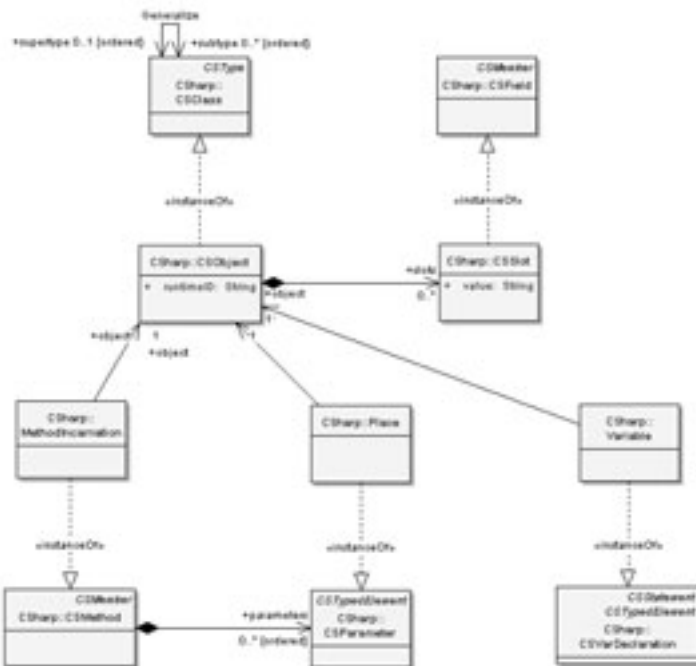 Generalize
+supertype 0..1 {ordered}
+subtype 0..* {ordered}
CSType
CSharp::
CSClass
CSMember
CSharp::CSField
«instanceOf»
«instanceOf»
CSharp::CSObject
+ runtimeID: String
+object
1
+slots
0..*
CSharp::CSSlot
+ value: String
+object
1
+object
1
CSharp::
MethodIncarnation
CSharp::Place
CSharp::
Variable
«instanceOf»
«instanceOf»
«instanceOf»
CSMember
CSharp::CSMethod
+parameters
0..* {ordered}
CSTypedElement
CSharp::
CSParameter
CSStatement
CSTypedElement
CSharp::
CSVarDeclaration